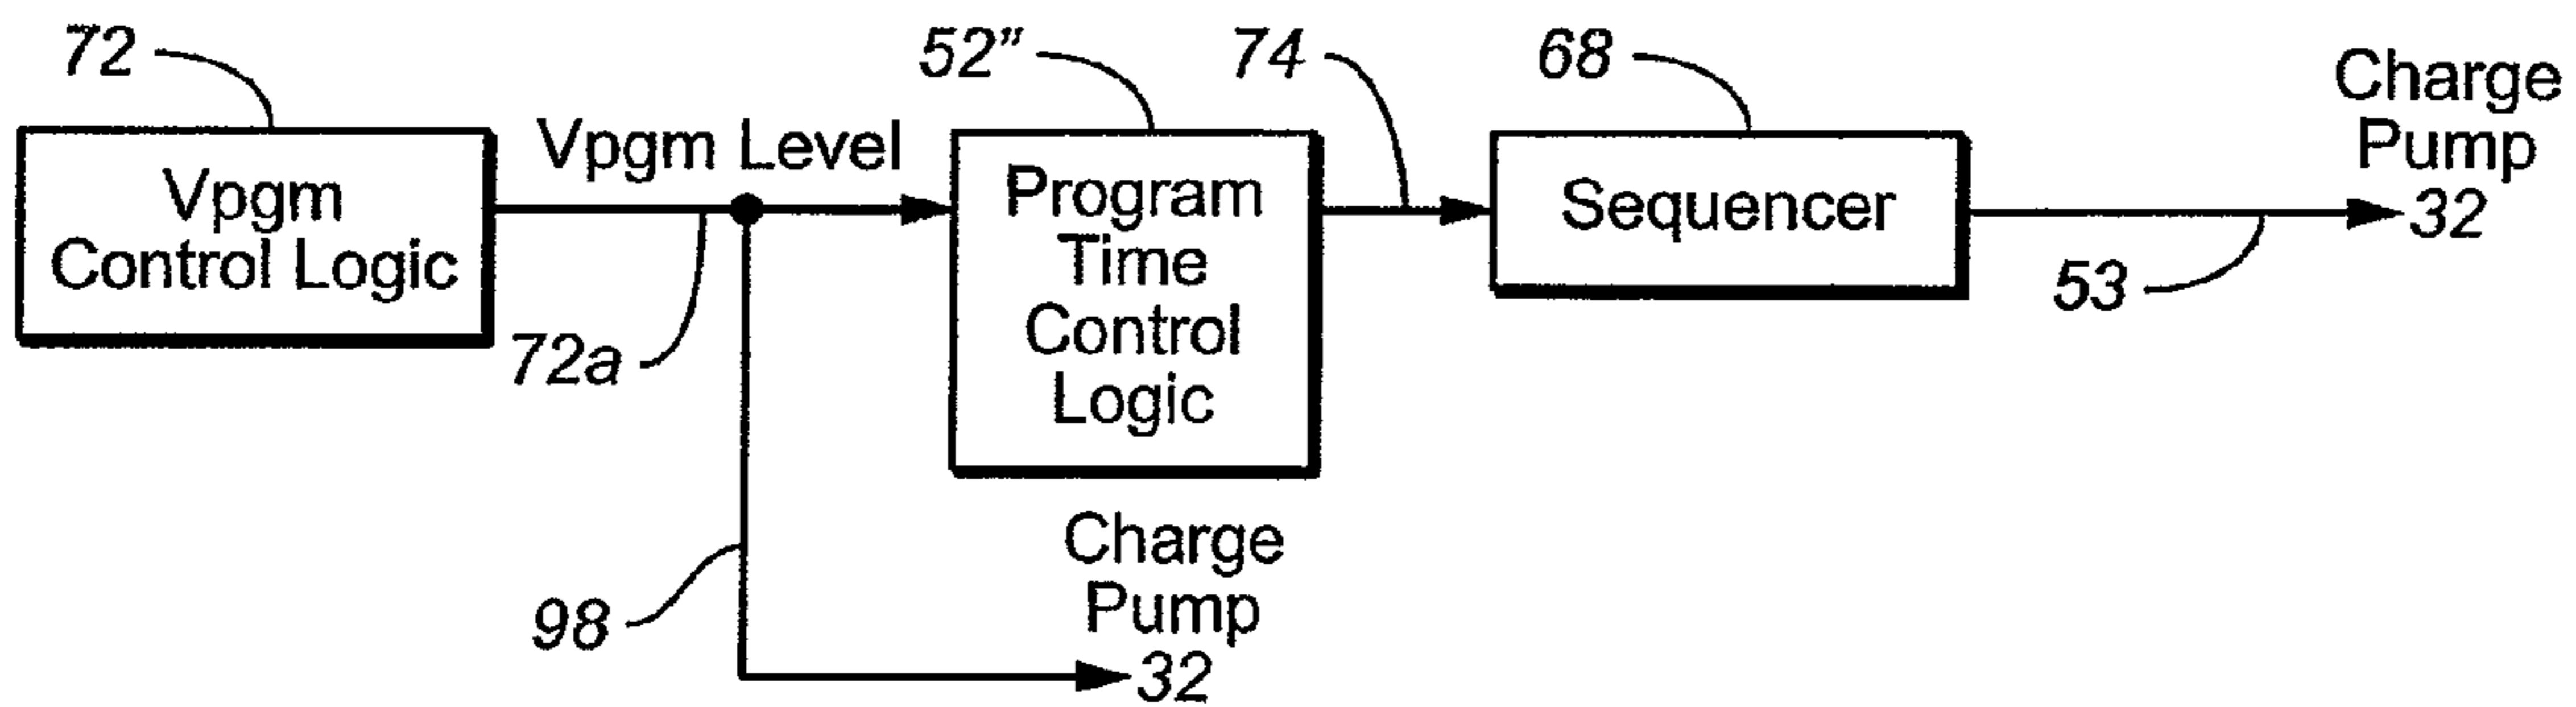 72
52”
74
68
Charge
Pump
32
Vpgm Level
Vpgm
Control Logic
Program
Time
Control
Logic
Sequencer
53
72a
98
Charge
Pump
32